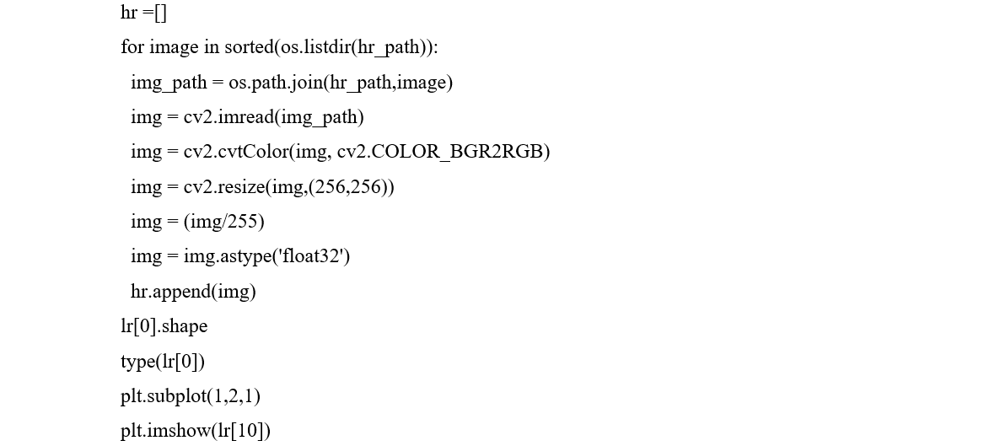 hr =[]
for image in sorted(os.listdir(hr_path)):
img_path = os.path.join(hr_path,image)
img = cv2.imread(img_path)
img = cv2.cvtColor(img, cv2.COLOR_BGR2RGB)
img = cv2.resize(img,(256,256))
img = (img/255)
img = img.astype('float32')
hr.append(img)
lr[0].shape
type(lr[0])
plt.subplot(1,2,1)
plt.imshow(lr[10])